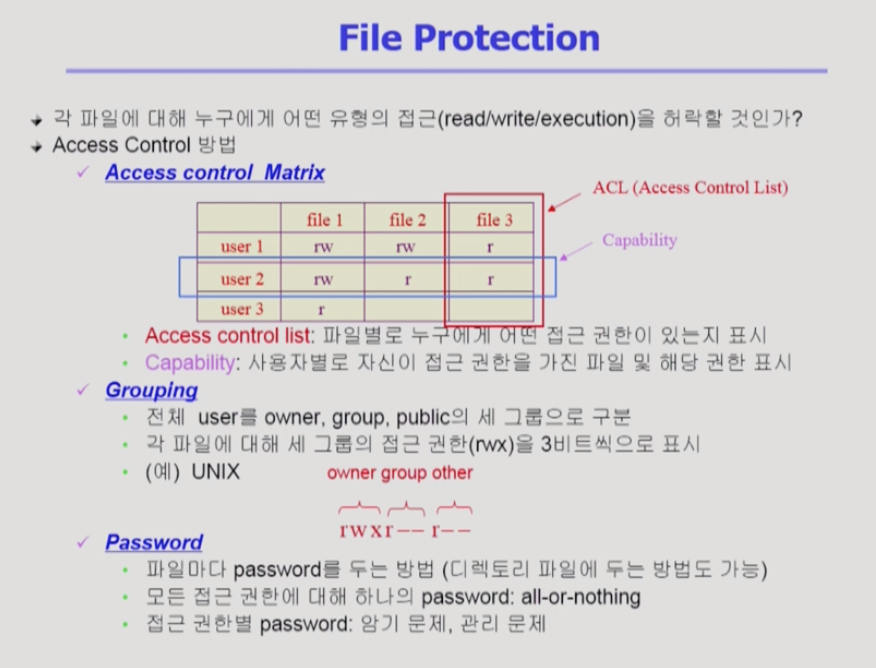 File Protection
각 파일에 대해 누구에게 어떤 유형의 접근(read/write/execution)을 허락할 것인가?
Access Control 방법
Access control Matrix
ACL (Access Control List)
Capability
file 1 file 2 file 3
user 1 rw rw r
user 2 rw r r
user 3 r
Access control list: 파일별로 누구에게 어떤 접근 권한이 있는지 표시
Capability: 사용자별로 자신이 접근 권한을 가진 파일 및 해당 권한 표시
Grouping
전체 user를 owner, group, public의 세 그룹으로 구분
각 파일에 대해 세 그룹의 접근 권한(rwx)을 3비트씩으로 표시
(예) UNIX owner group other
rwxr-- r--
Password
파일마다 password를 두는 방법 (디렉토리 파일에 두는 방법도 가능)
모든 접근 권한에 대해 하나의 password: all-or-nothing
접근 권한별 password: 암기 문제, 관리 문제